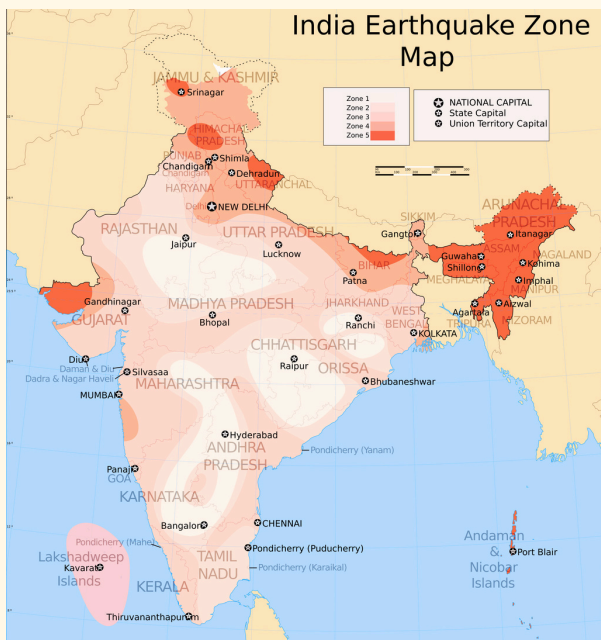 India Earthquake Zone
Map
Zone 1
Zone 2
Zone 3
Zone 4
Zone 5
NATIONAL CAPITAL
State Capital
Union Territory Capital
JAMMU & KASHMIR
Srinagar
HIMACHAL
PRADESH
PUNJAB
Shimla
Chandigarh
Chandigarh
Dehradun
UTTARANCHAL
HARYANA
Delhi
NEW DELHI
ARUNACHAL
PRADESH
SIKKIM
Gangtok
Itanagar
RAJASTHAN
UTTAR PRADESH
Jaipur
Lucknow
ASSAM
NAGALAND
Guwahati
Kohima
BIHAR
Shillong
Patna
MEGHALAYA
Imphal
MANIPUR
Gandhinagar
MADHYA PRADESH
JHARKHAND
Aizwal
Agartala
GUJARAT
Bhopal
Ranchi
WEST
BENGAL
TRIPURA
MIZORAM
KOLKATA
CHHATTISGARH
Diu
Raipur
ORISSA
Daman & Diu
Dadra & Nagar Haveli
Silvasaa
MAHARASHTRA
Bhubaneshwar
MUMBAI
Hyderabad
ANDHRA
PRADESH
Pondicherry (Yanam)
Panaji
GOA
KARNATAKA
Bangalore
CHENNAI
Andaman
&
Nicobar
Islands
Port Blair
Pondicherry (Mahe)
Pondicherry (Puducherry)
Lakshadweep
Islands
Kavaratti
TAMIL
NADU
Pondicherry (Karaikal)
KERALA
Thiruvananthapuram